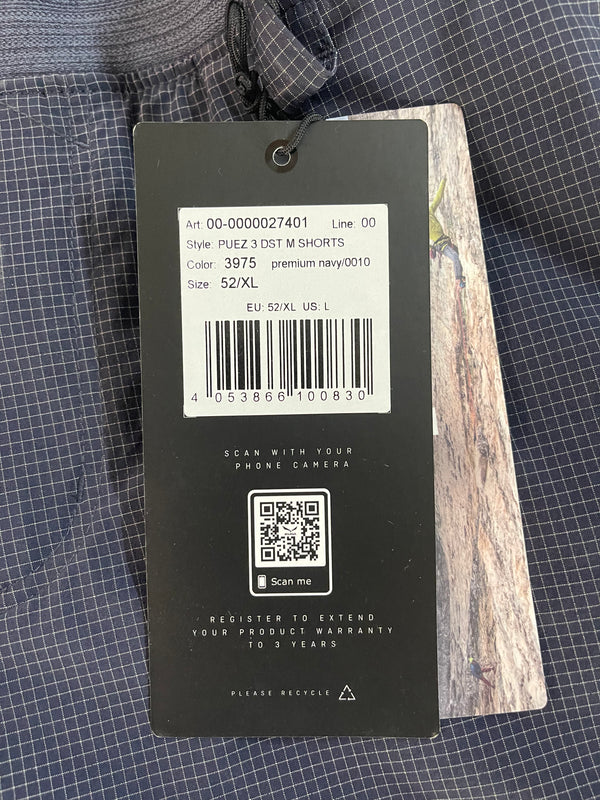 Art: 00-0000027401 Line: 00
Style: PUEZ 3 DST M SHORTS
Color: 3975 premium navy/0010
Size: 52/XL
EU: 52/XL US: L
4 053866 100830
SCAN WITH YOUR
PHONE CAMERA
Scan me
REGISTER TO EXTEND
YOUR PRODUCT WARRANTY
TO 3 YEARS
PLEASE RECYCLE